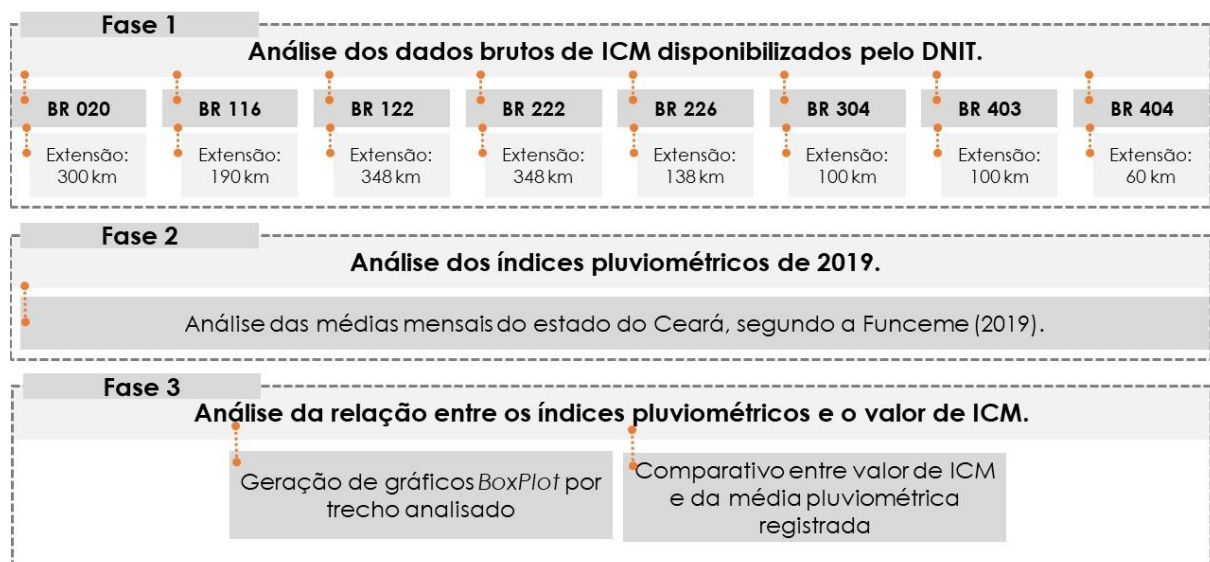 Fase 1
Análise dos dados brutos de ICM disponibilizados pelo DNIT.
BR 020
BR 116
BR 122
BR 222
BR 226
BR 304
BR 403
BR 404
Extensão:
300 km
Extensão:
190 km
Extensão:
348 km
Extensão:
348 km
Extensão:
138 km
Extensão:
100 km
Extensão:
100 km
Extensão:
60 km
Fase 2
Análise dos índices pluviométricos de 2019.
Análise das médias mensais do estado do Ceará, segundo a Funceme (2019).
Fase 3
Análise da relação entre os índices pluviométricos e o valor de ICM.
Geração de gráficos BoxPlot por
trecho analisado
Comparativo entre valor de ICM
e da média pluviométrica
registrada